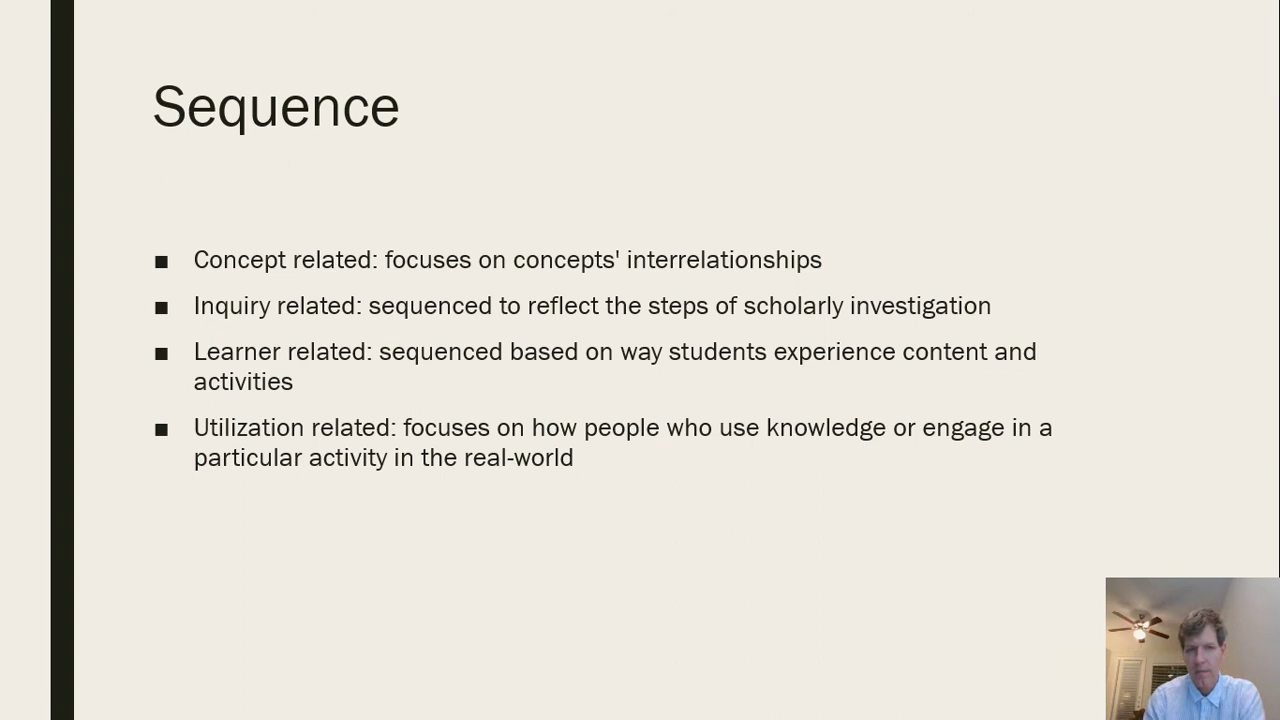 Sequence
■ Concept related: focuses on concepts' interrelationships
■ Inquiry related: sequenced to reflect the steps of scholarly investigation
■ Learner related: sequenced based on way students experience content and
activities
■ Utilization related: focuses on how people who use knowledge or engage in a
particular activity in the real-world